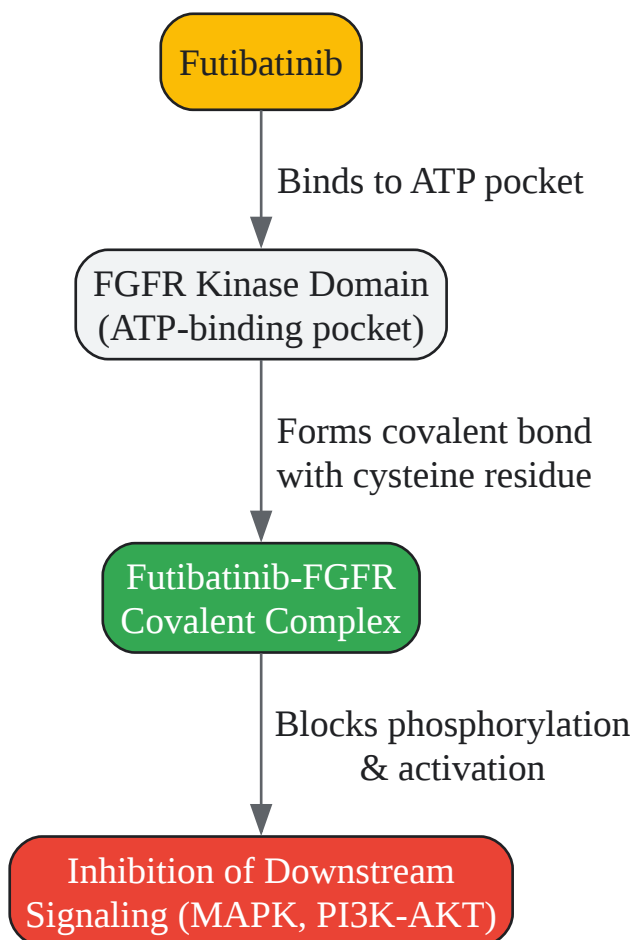 Futibatinib
Binds to ATP pocket
FGFR Kinase Domain
(ATP-binding pocket)
Forms covalent bond
with cysteine residue
Futibatinib-FGFR
Covalent Complex
Blocks phosphorylation
& activation
Inhibition of Downstream
Signaling (MAPK, PI3K-AKT)